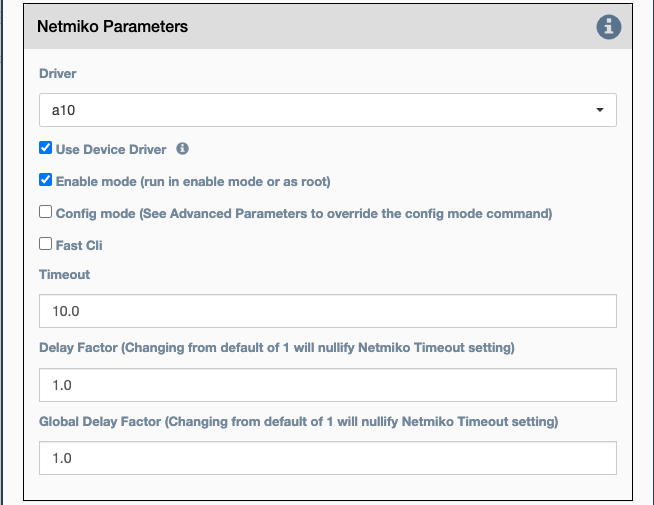 Netmiko Parameters
Driver
a10
Use Device Driver
Enable mode (run in enable mode or as root)
Config mode (See Advanced Parameters to override the config mode command)
Fast Cli
Timeout
10.0
Delay Factor (Changing from default of 1 will nullify Netmiko Timeout setting)
1.0
Global Delay Factor (Changing from default of 1 will nullify Netmiko Timeout setting)
1.0